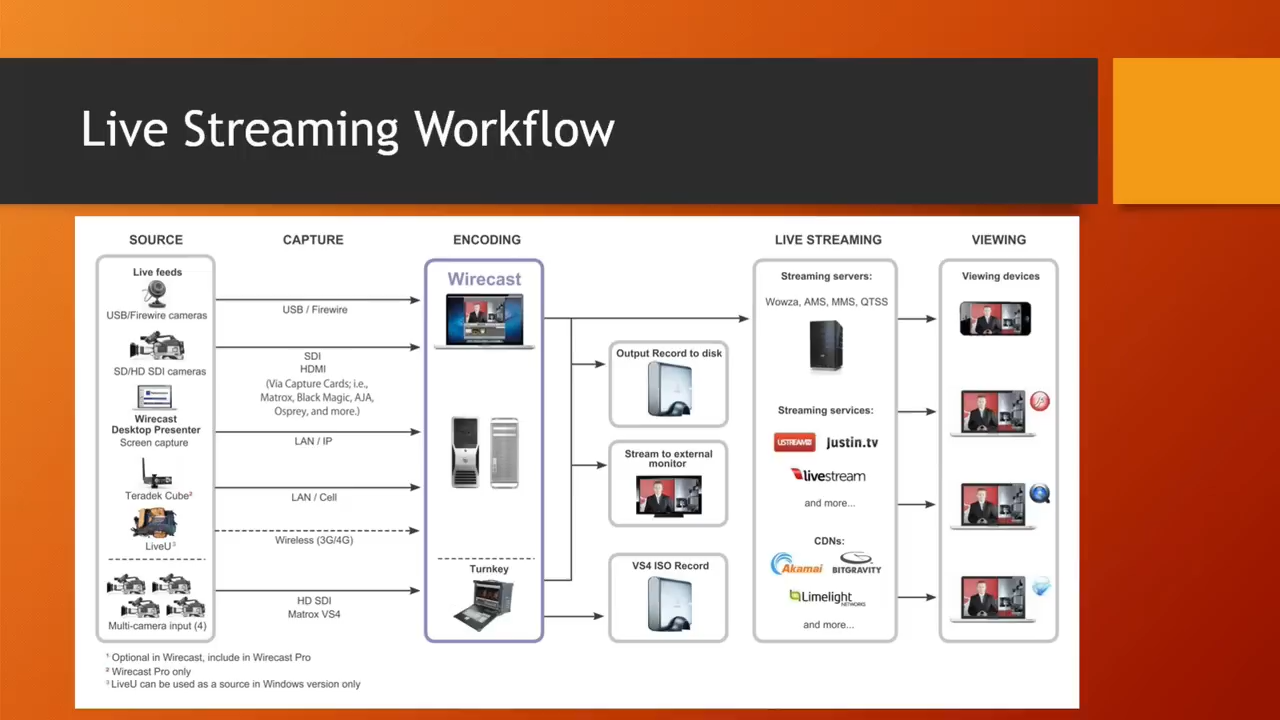 Live Streaming Workflow
SOURCE
CAPTURE
ENCODING
LIVE STREAMING
VIEWING
Live feeds
USB/Firewire cameras
SD/HD SDI cameras
Wirecast
Desktop Presenter
Screen capture
Teradek Cube²
LiveU³
Multi-camera input (4)
USB / Firewire
SDI
HDMI
(Via Capture Cards; i.e.,
Matrox, Black Magic, AJA,
Osprey, and more.)
LAN / IP
LAN / Cell
Wireless (3G/4G)
HD SDI
Matrox VS4
Wirecast
Turnkey
Output Record to disk
Stream to external
monitor
VS4 ISO Record
Streaming servers:
Wowza, AMS, MMS, QTSS
Streaming services:
USTREAM
Justin.tv
livestream
and more...
CDNs:
Akamai
BITGRAVITY
Limelight
NETWORKS
and more...
Viewing devices
¹ Optional in Wirecast, include in Wirecast Pro
² Wirecast Pro only
³ LiveU can be used as a source in Windows version only